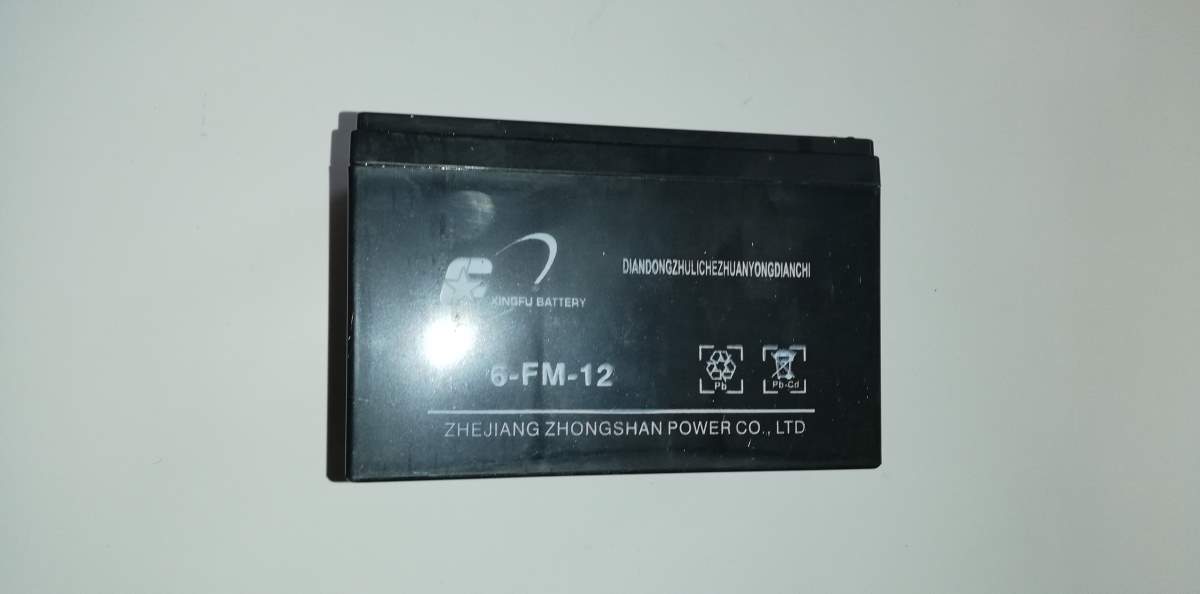 XINGFU BATTERY
DIANDONGZHULICHEZHUANYONGDIANCHI
6-FM-12
Pb
Pb-Cd
ZHEJIANG ZHONGSHAN POWER CO., LTD